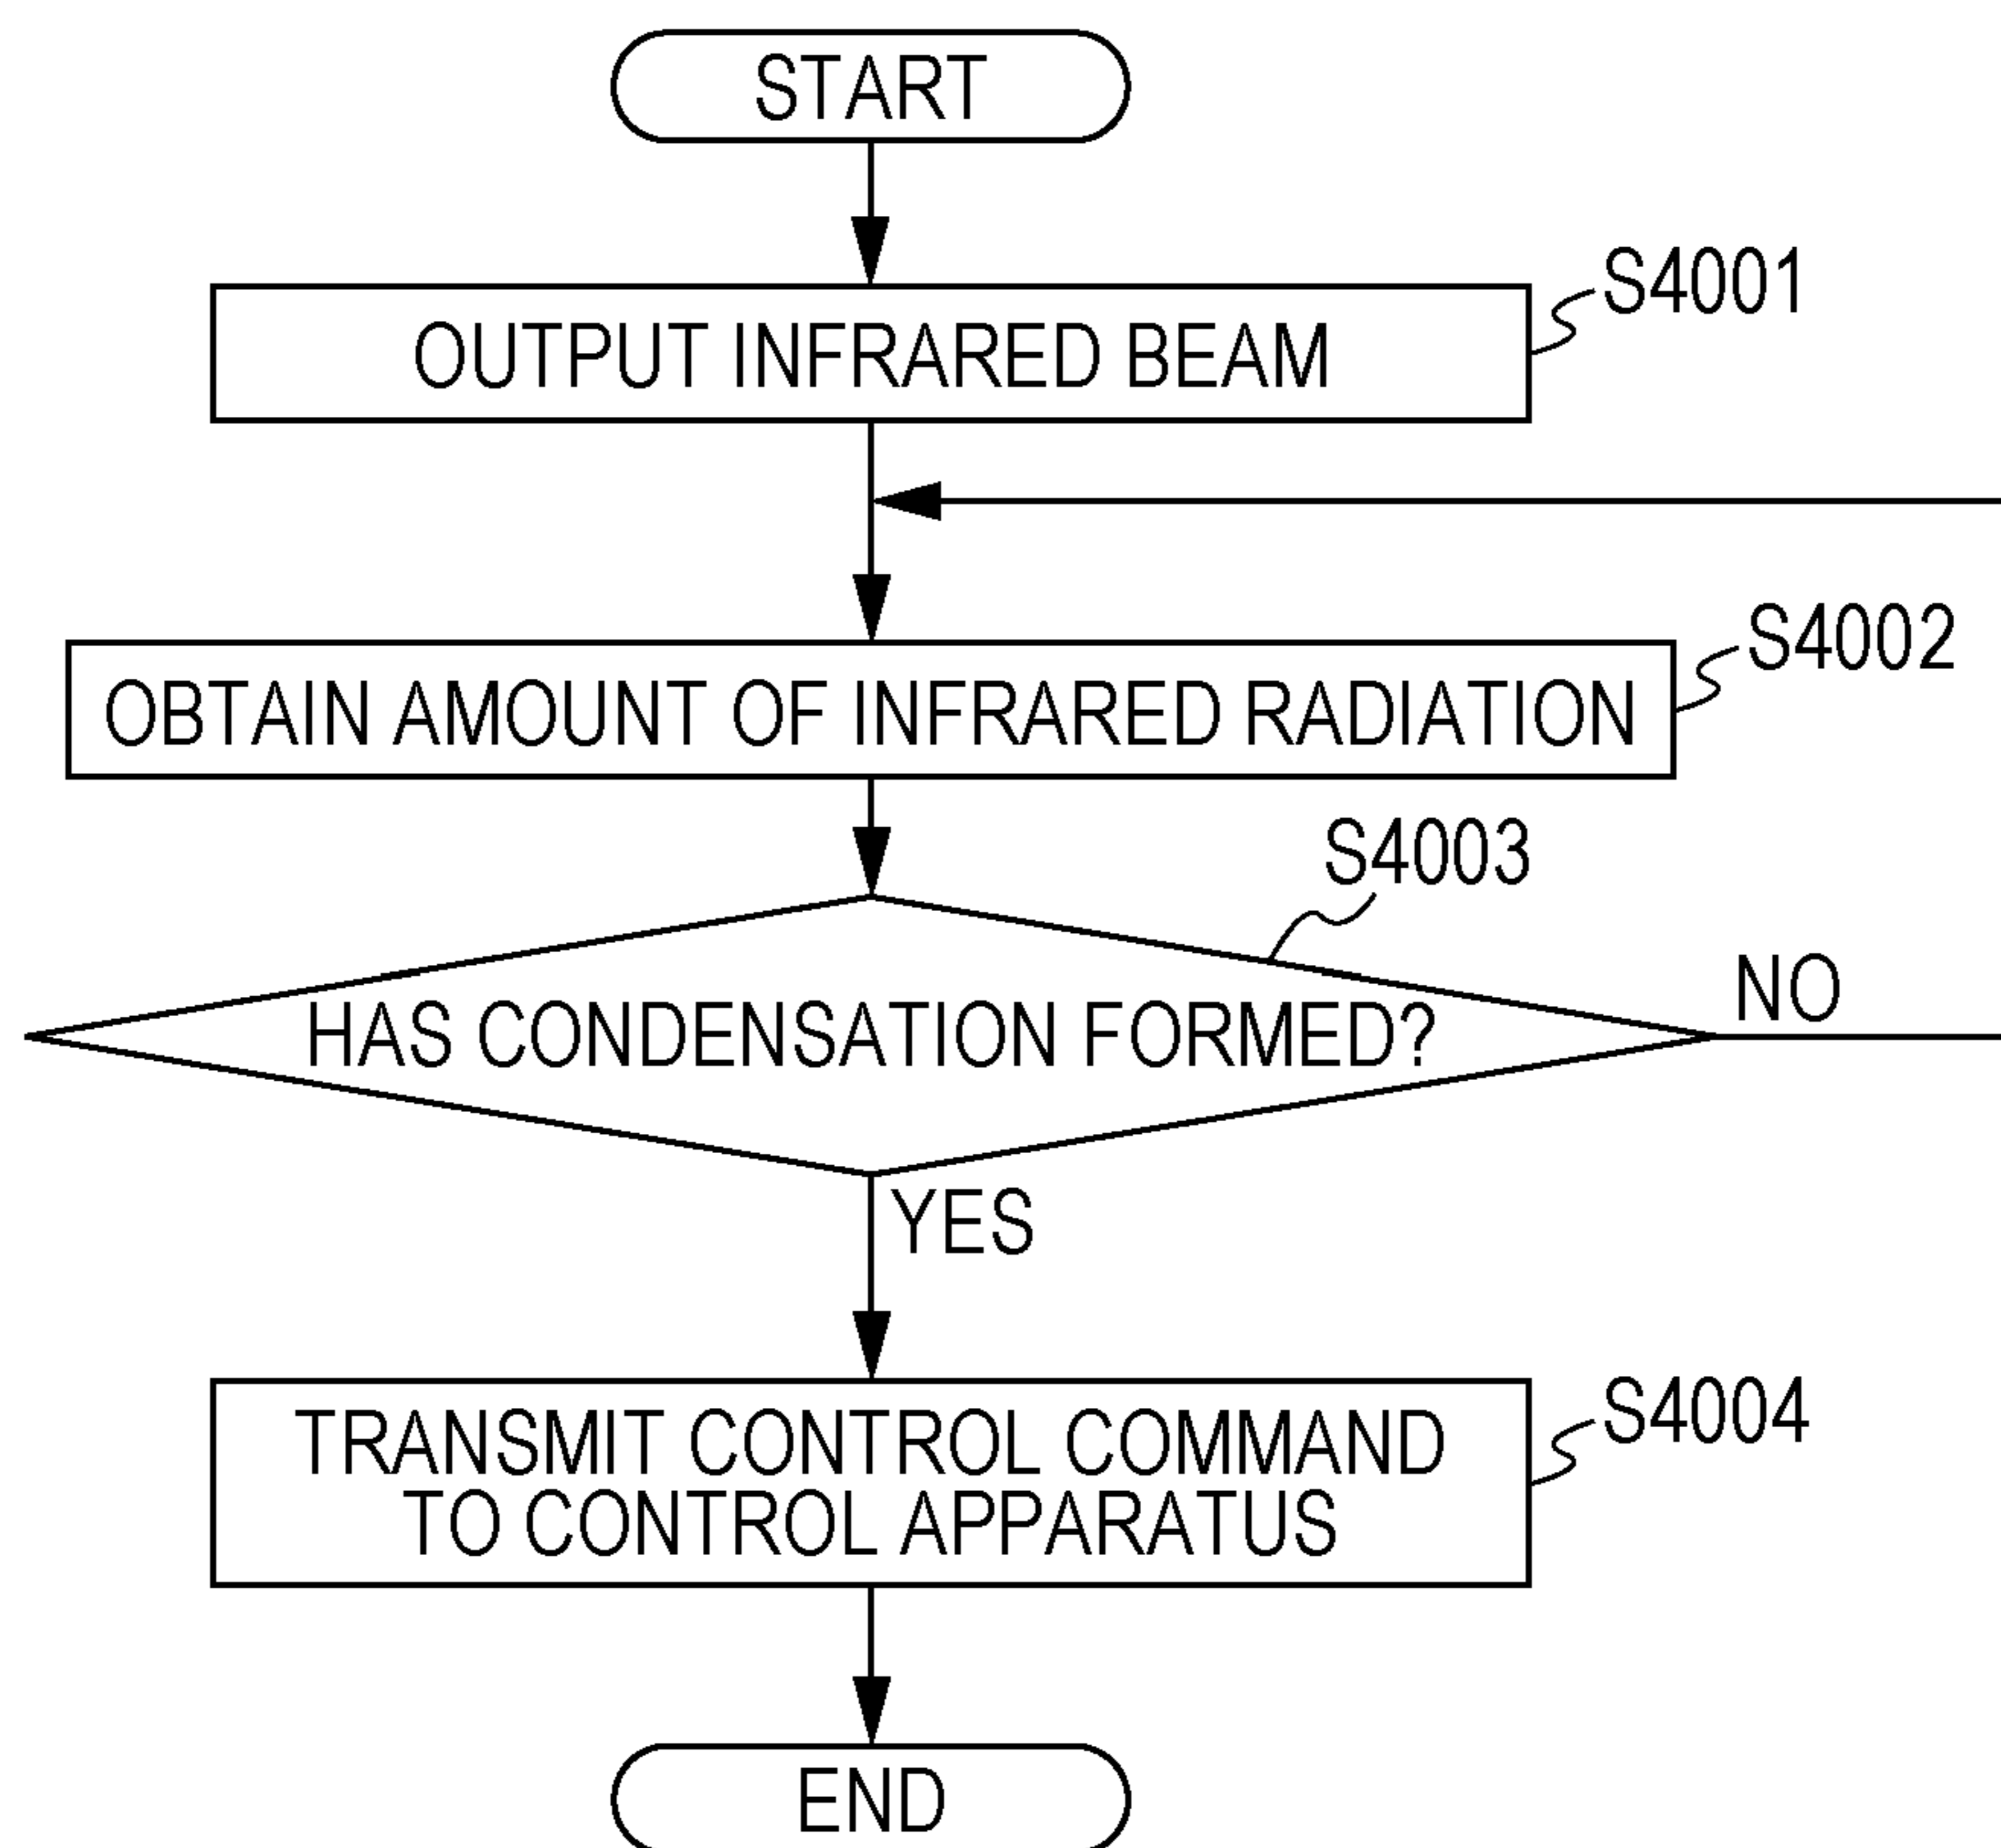 START
S4001
OUTPUT INFRARED BEAM
S4002
OBTAIN AMOUNT OF INFRARED RADIATION
S4003
HAS CONDENSATION FORMED?
NO
YES
S4004
TRANSMIT CONTROL COMMAND
TO CONTROL APPARATUS
END